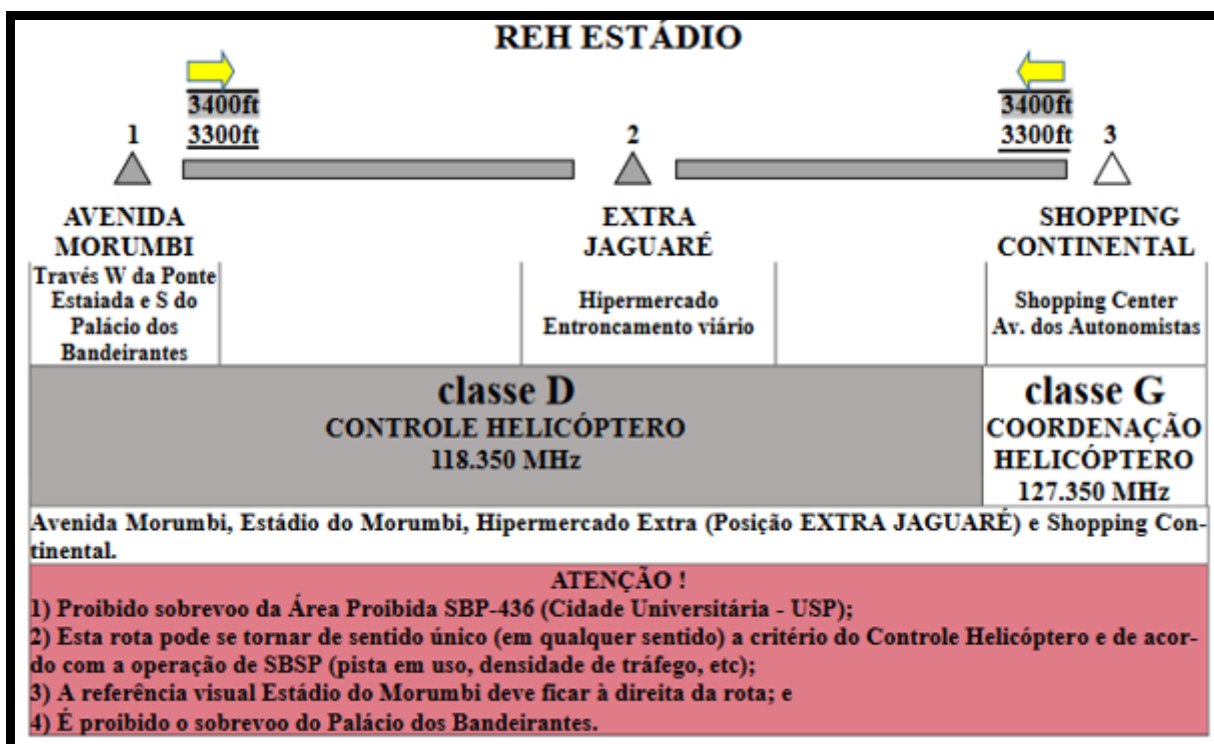 REH ESTÁDIO
3400ft
3300ft
3400ft
3300ft
1
2
3
AVENIDA
MORUMBI
EXTRA
JAGUARÉ
SHOPPING
CONTINENTAL
Través W da Ponte
Estaiada e S do
Palácio dos
Bandeirantes
Hipermercado
Entroncamento viário
Shopping Center
Av. dos Autonomistas
classe D
CONTROLE HELICÓPTERO
118.350 MHz
classe G
COORDENAÇÃO
HELICÓPTERO
127.350 MHz
Avenida Morumbi, Estádio do Morumbi, Hipermercado Extra (Posição EXTRA JAGUARÉ) e Shopping Con-
tinental.
ATENÇÃO !
1) Proibido sobrevoo da Área Proibida SBP-436 (Cidade Universitária - USP);
2) Esta rota pode se tornar de sentido único (em qualquer sentido) a critério do Controle Helicóptero e de acor-
do com a operação de SBSP (pista em uso, densidade de tráfego, etc);
3) A referência visual Estádio do Morumbi deve ficar à direita da rota; e
4) É proibido o sobrevoo do Palácio dos Bandeirantes.